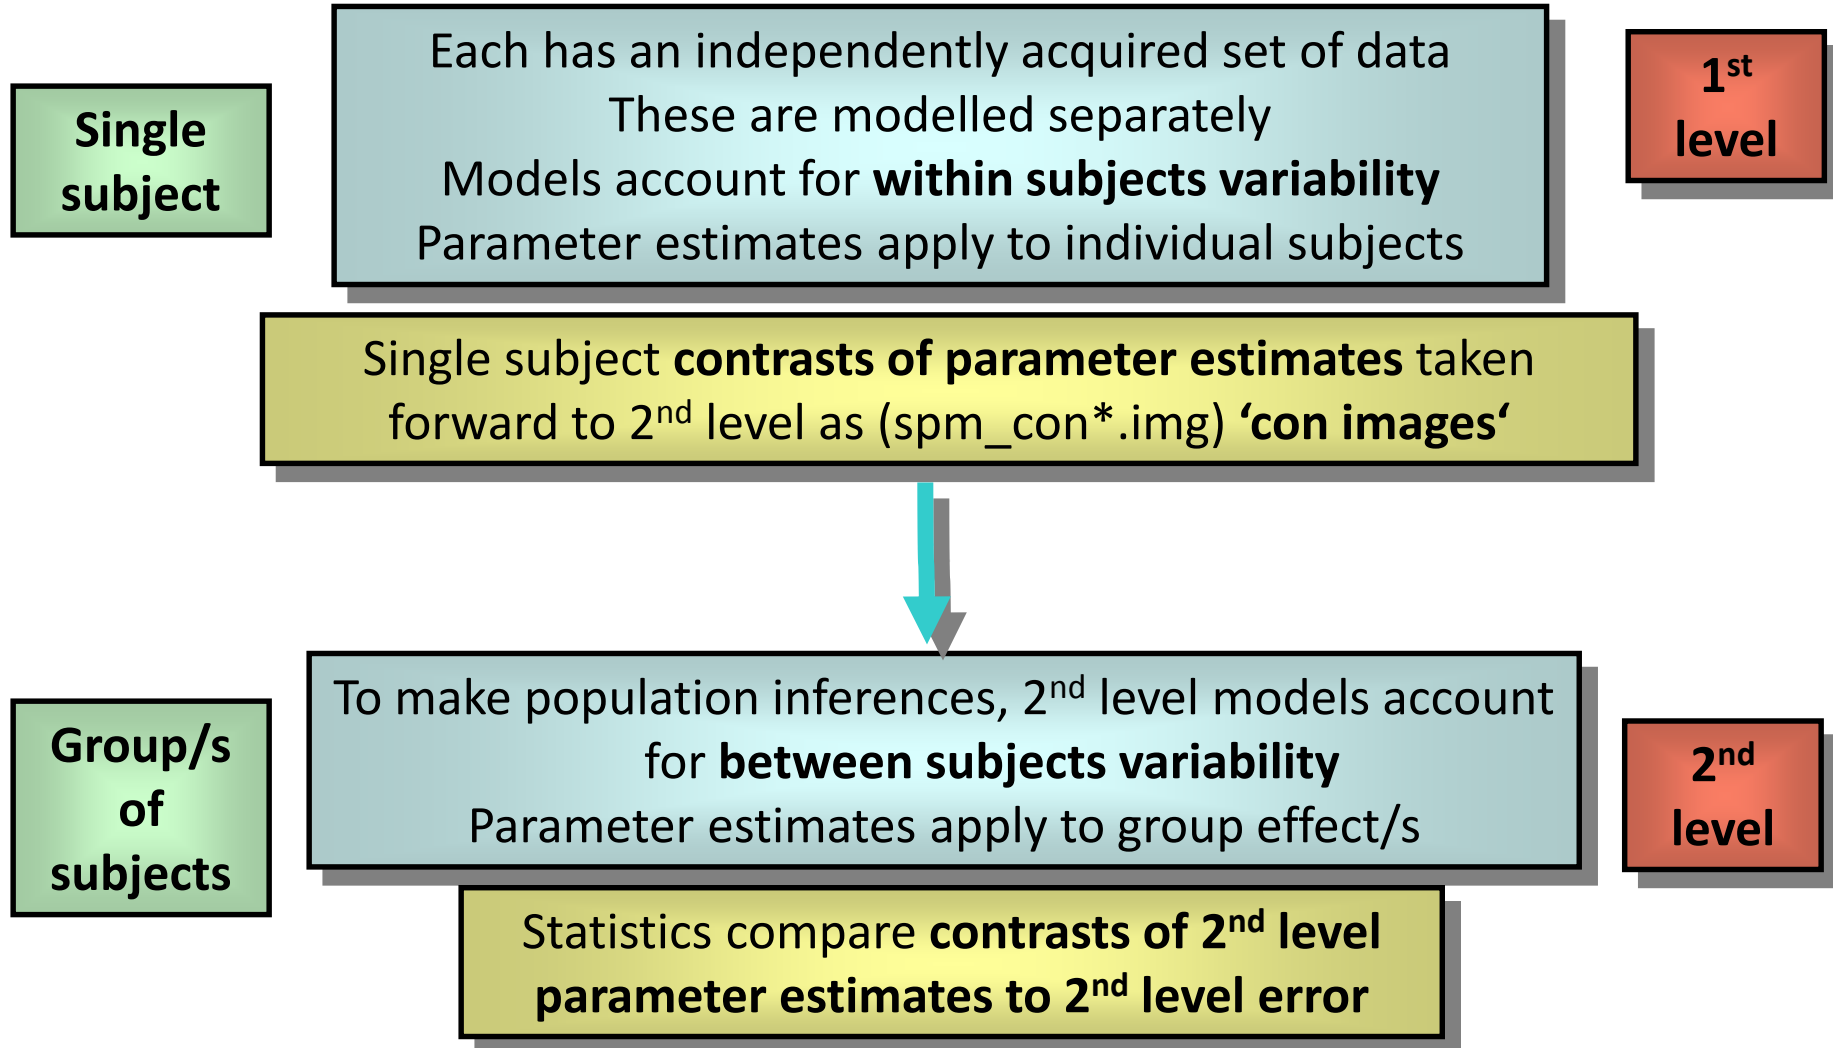 Each has an independently acquired set of data
These are modelled separately
Models account for within subjects variability
Parameter estimates apply to individual subjects
1st
level
Single
subject
Single subject contrasts of parameter estimates taken
forward to 2nd level as (spm_con*.img) ‘con images‘
To make population inferences, 2nd level models account
for between subjects variability
Parameter estimates apply to group effect/s
Group/s
of
subjects
2nd
level
Statistics compare contrasts of 2nd level
parameter estimates to 2nd level error